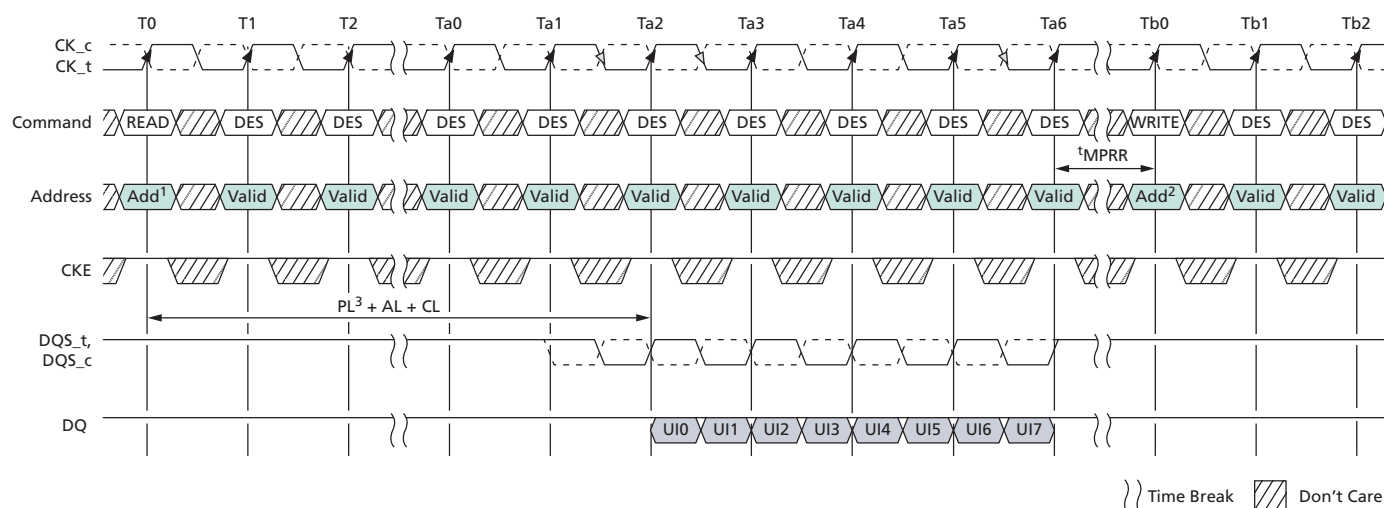 T0 T1 T2 Ta0 Ta1 Ta2 Ta3 Ta4 Ta5 Ta6 Tb0 Tb1 Tb2
CK_c
CK_t
Command READ DES DES DES DES DES DES DES DES DES WRITE DES DES
tMPRR
Address Add1 Valid Valid Valid Valid Valid Valid Valid Valid Valid Add2 Valid Valid
CKE
PL3 + AL + CL
DQS_t,
DQS_c
DQ UI0 UI1 UI2 UI3 UI4 UI5 UI6 UI7
Time Break Don't Care